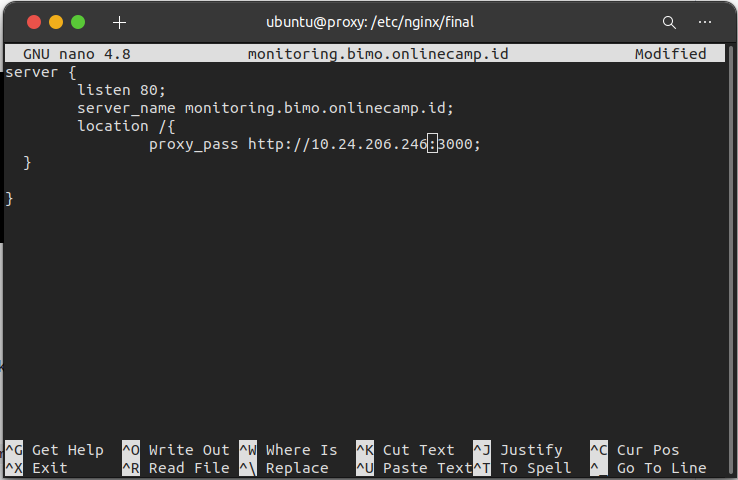 ubuntu@proxy: /etc/nginx/final
GNU nano 4.8 monitoring.bimo.onlinecamp.id Modified
server {
listen 80;
server_name monitoring.bimo.onlinecamp.id;
location /{
proxy_pass http://10.24.206.246:3000;
}
}
^G Get Help ^O Write Out ^W Where Is ^K Cut Text ^J Justify ^C Cur Pos
^X Exit ^R Read File ^\ Replace ^U Paste Text ^T To Spell ^_ Go To Line